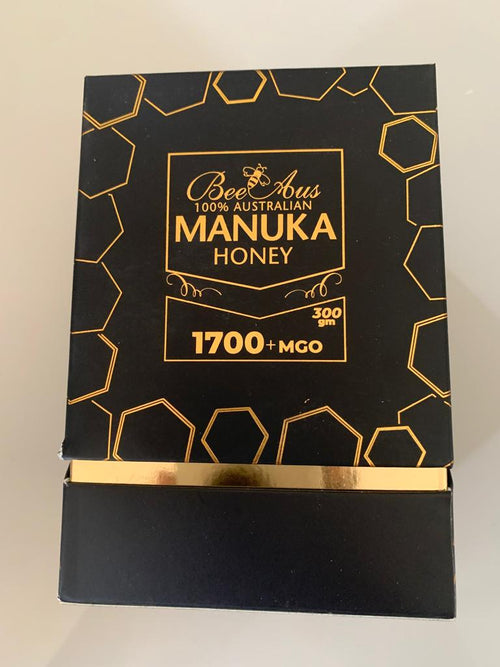 Bee Aus
100% AUSTRALIAN
MANUKA
HONEY
300
gm
1700+ MGO